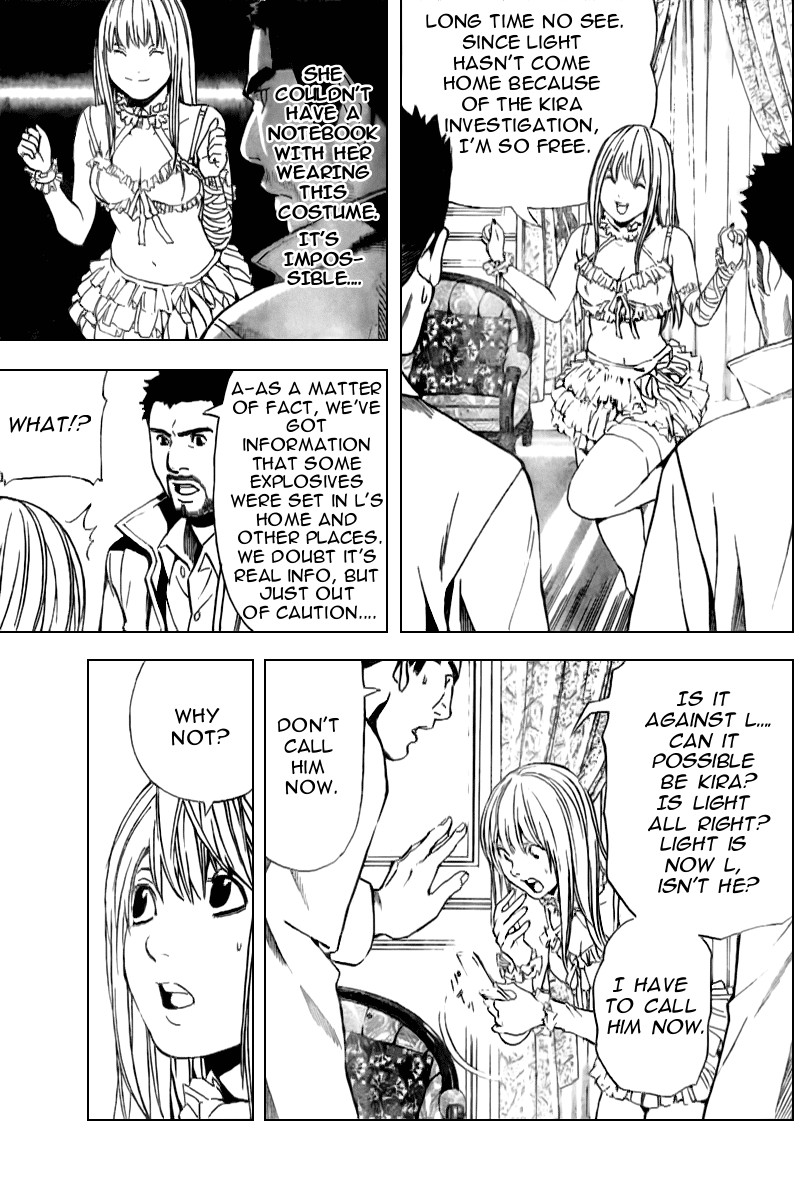 LONG TIME NO SEE.
SINCE LIGHT
HASN'T COME
HOME BECAUSE
OF THE KIRA
INVESTIGATION,
I'M SO FREE.
SHE
COULDN'T
HAVE A
NOTEBOOK
WITH HER
WEARING
THIS
COSTUME.
IT'S
IMPOS-
SIBLE....
A-AS A MATTER
OF FACT, WE'VE
GOT
INFORMATION
THAT SOME
EXPLOSIVES
WERE SET IN L'S
HOME AND
OTHER PLACES.
WE DOUBT IT'S
REAL INFO, BUT
JUST OUT
OF CAUTION....
WHAT!?
IS IT
AGAINST L....
CAN IT
POSSIBLE
BE KIRA?
IS LIGHT
ALL RIGHT?
LIGHT IS
NOW L,
ISN'T HE?
I HAVE
TO CALL
HIM NOW.
DON'T
CALL
HIM
NOW.
WHY
NOT?